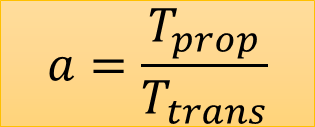 a = T_prop / T_trans